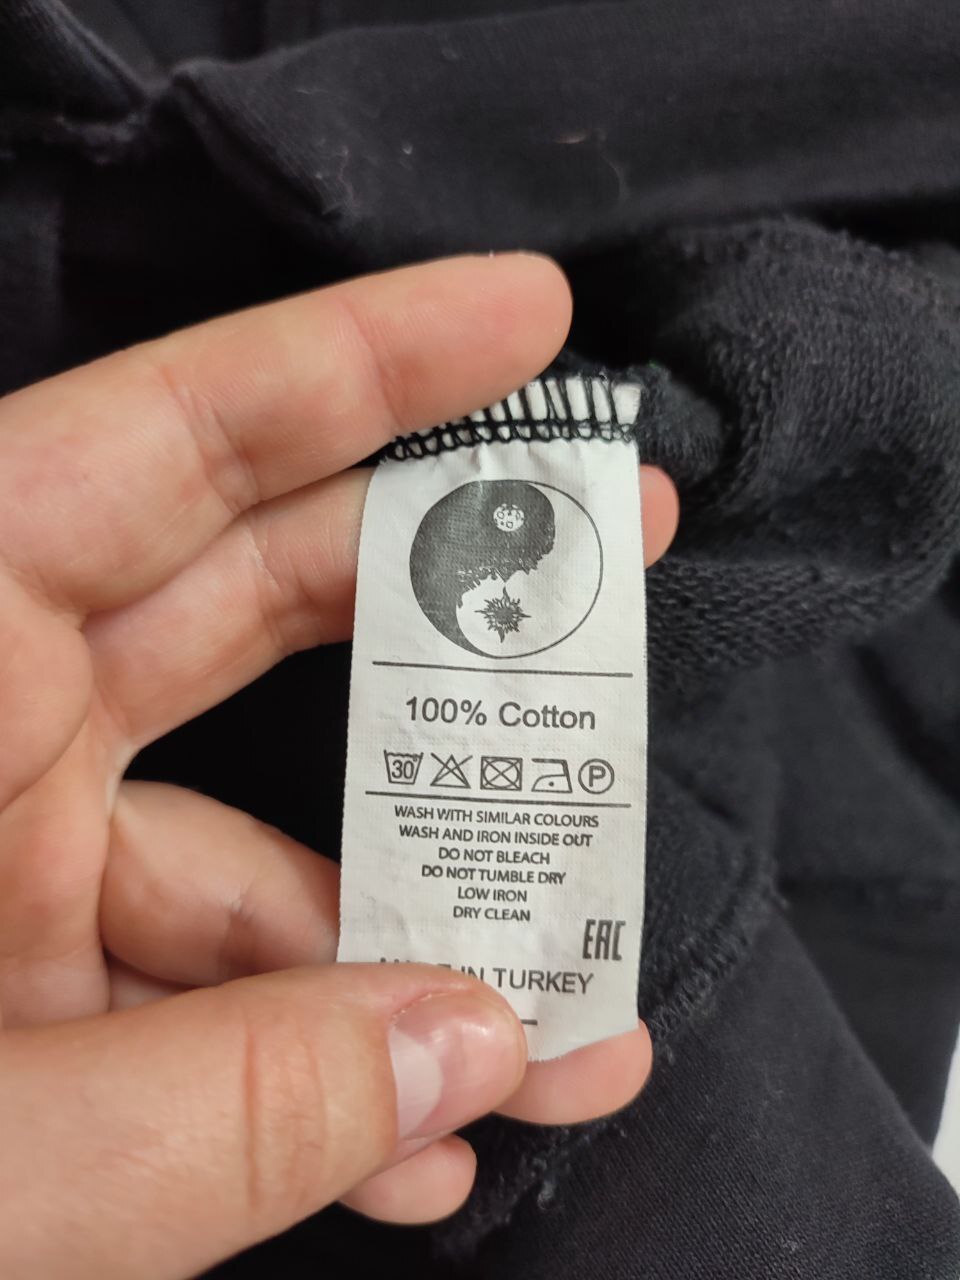 100% Cotton
30° P
WASH WITH SIMILAR COLOURS
WASH AND IRON INSIDE OUT
DO NOT BLEACH
DO NOT TUMBLE DRY
LOW IRON
DRY CLEAN
EAC
IN TURKEY